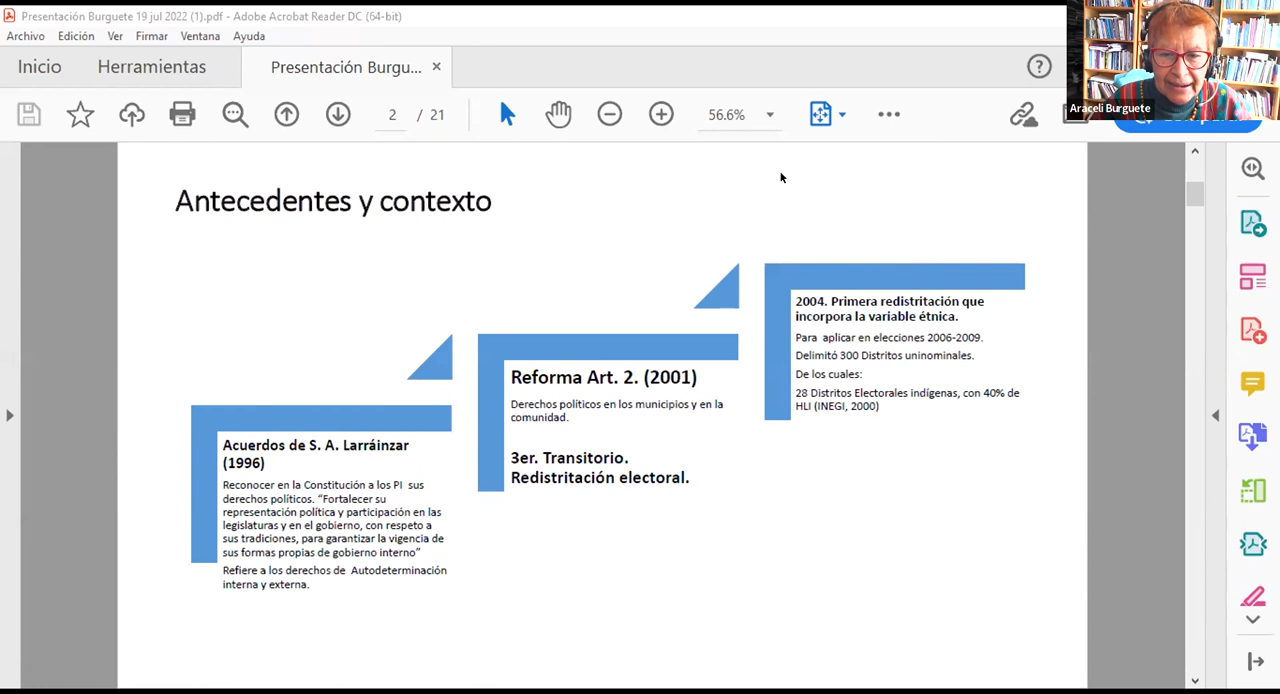 Presentación Burguete 19 jul 2022 (1).pdf - Adobe Acrobat Reader DC (64-bit)
Archivo Edición Ver Firmar Ventana Ayuda
Inicio Herramientas Presentación Burgu... ×
2 / 21 56.6%
Araceli Burguete
Antecedentes y contexto
Acuerdos de S. A. Larráinzar
(1996)
Reconocer en la Constitución a los PI sus
derechos políticos. “Fortalecer su
representación política y participación en las
legislaturas y en el gobierno, con respeto a
sus tradiciones, para garantizar la vigencia de
sus formas propias de gobierno interno”
Refiere a los derechos de Autodeterminación
interna y externa.
Reforma Art. 2. (2001)
Derechos políticos en los municipios y en la
comunidad.
3er. Transitorio.
Redistritación electoral.
2004. Primera redistritación que
incorpora la variable étnica.
Para aplicar en elecciones 2006-2009.
Delimitó 300 Distritos uninominales.
De los cuales:
28 Distritos Electorales indígenas, con 40% de
HLI (INEGI, 2000)